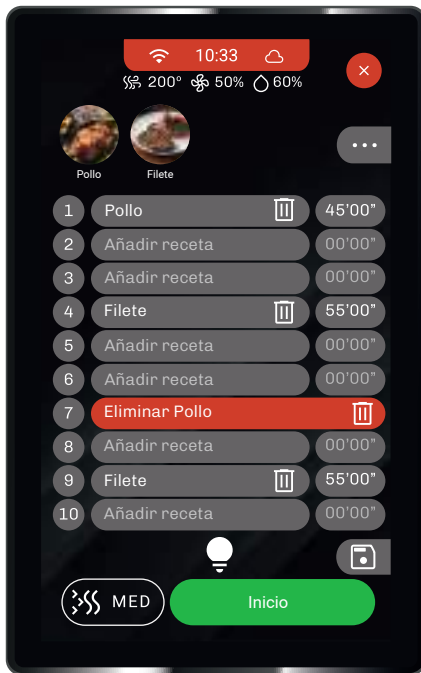 10:33
200° 50% 60%
×
Pollo Filete
...
1 Pollo 45'00"
2 Añadir receta 00'00"
3 Añadir receta 00'00"
4 Filete 55'00"
5 Añadir receta 00'00"
6 Añadir receta 00'00"
7 Eliminar Pollo
8 Añadir receta 00'00"
9 Filete 55'00"
10 Añadir receta 00'00"
MED Inicio